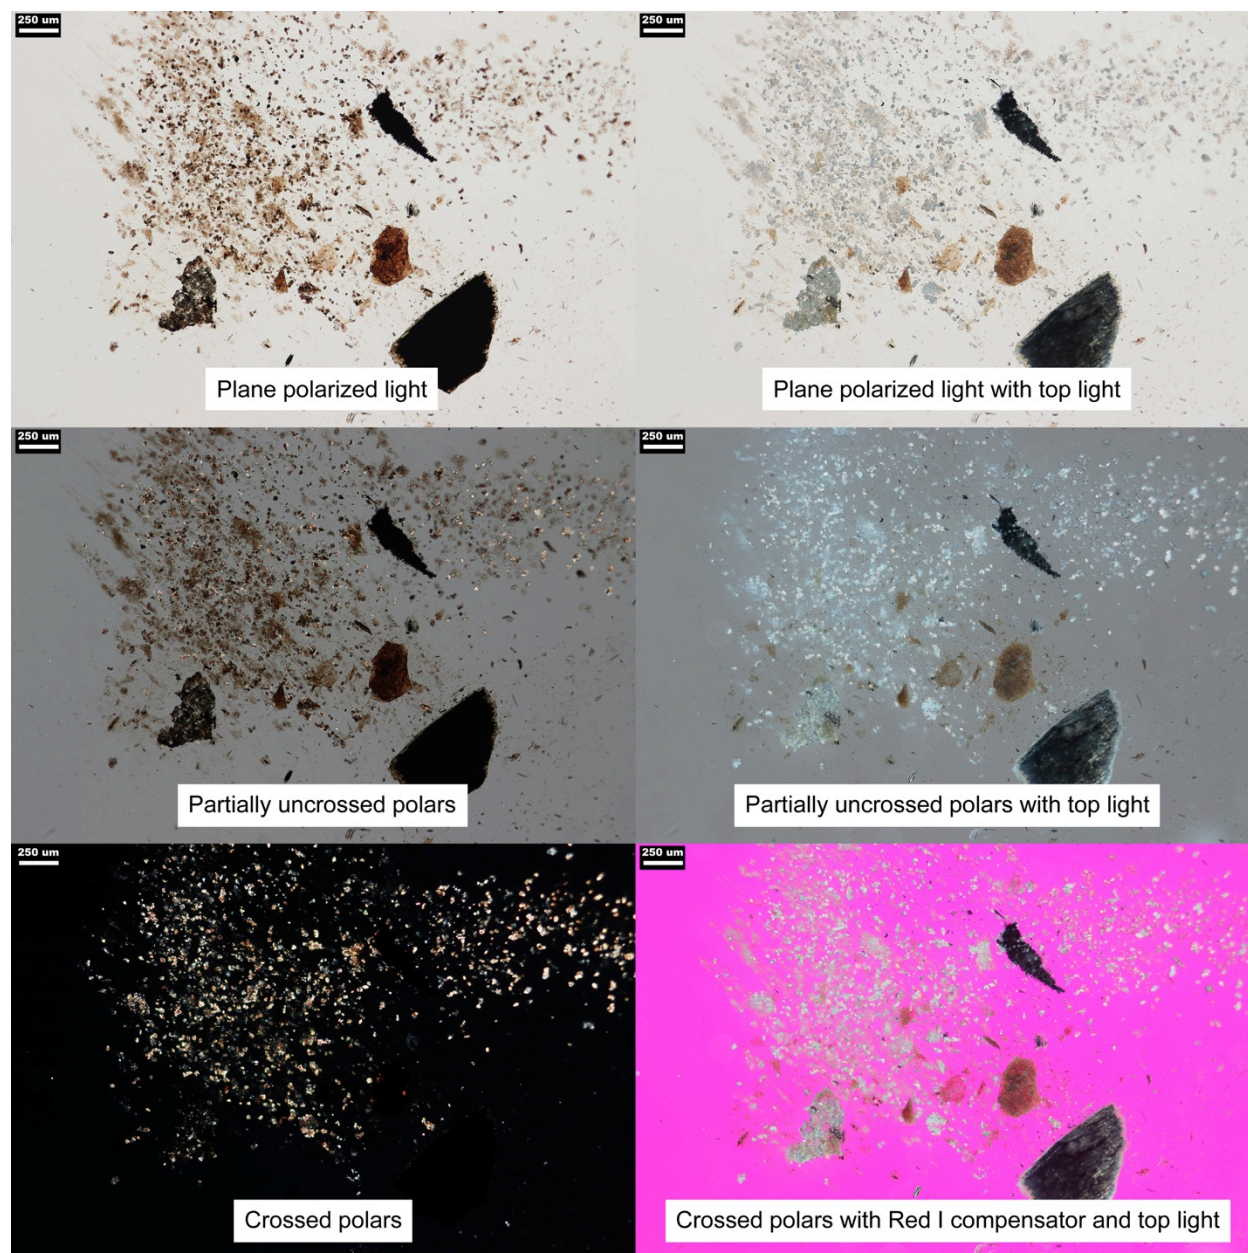 250 um
250 um
Plane polarized light
Plane polarized light with top light
250 um
250 um
Partially uncrossed polars
Partially uncrossed polars with top light
250 um
250 um
Crossed polars
Crossed polars with Red I compensator and top light